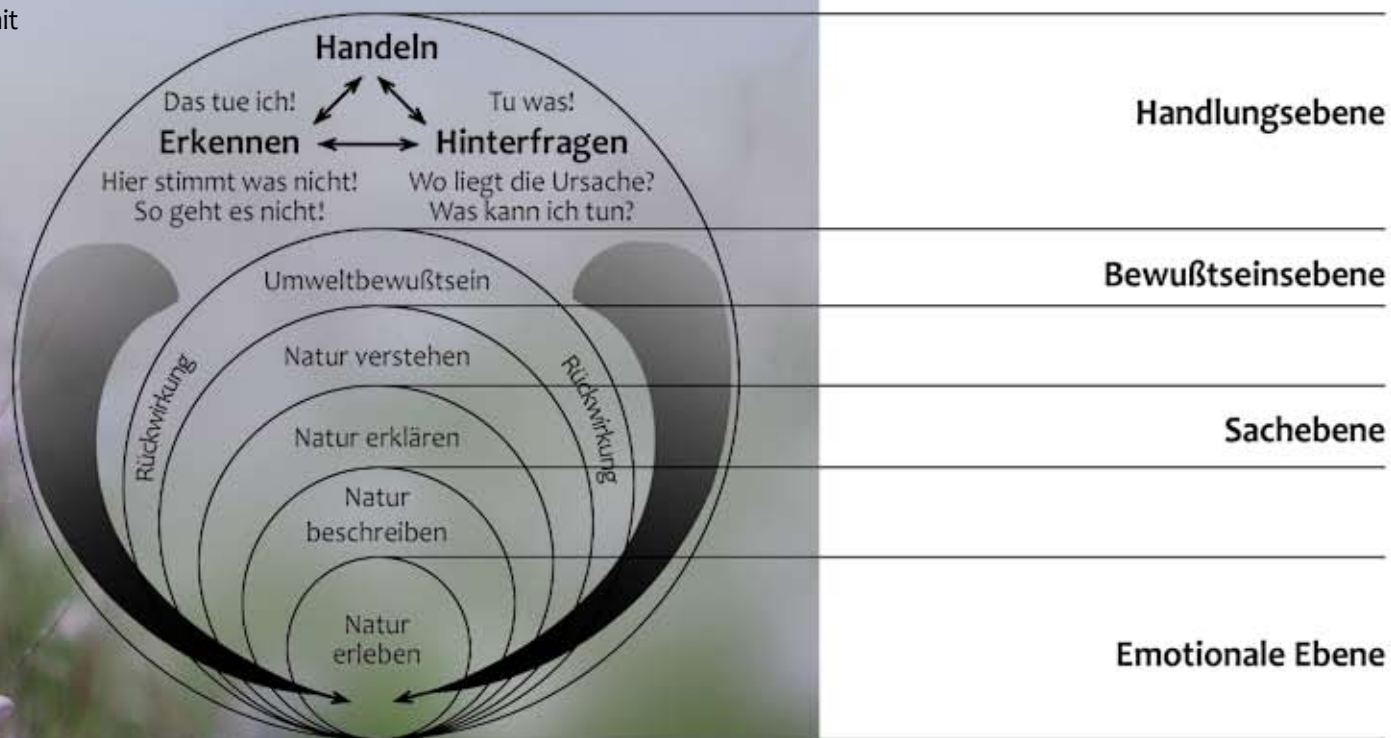 Handeln
Das tue ich!
Tu was!
Erkennen
Hinterfragen
Hier stimmt was nicht!
So geht es nicht!
Wo liegt die Ursache?
Was kann ich tun?
Handlungsebene
Umweltbewußtsein
Bewußtseinsebene
Natur verstehen
Rückwirkung
Rückwirkung
Natur erklären
Sachebene
Natur
beschreiben
Natur
erleben
Emotionale Ebene